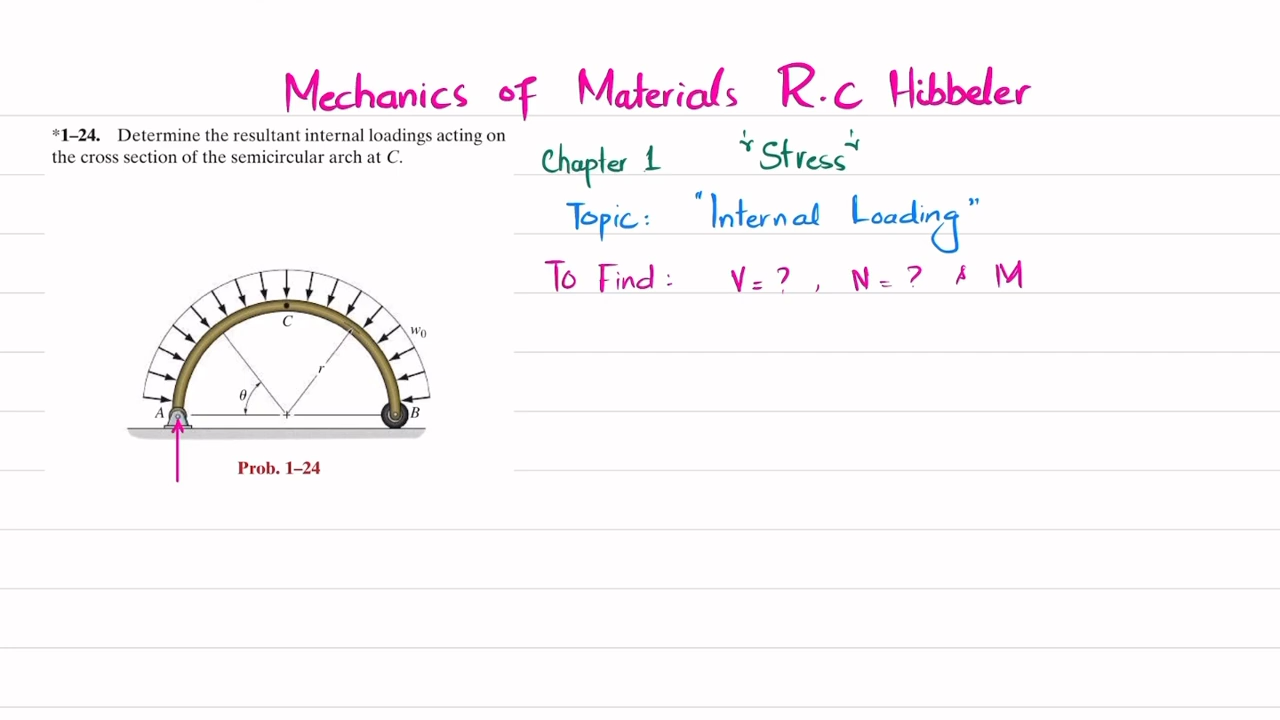 Mechanics of Materials R.C Hibbeler
*1–24. Determine the resultant internal loadings acting on
the cross section of the semicircular arch at C.
Chapter 1 "Stress"
Topic: "Internal Loading"
To Find: V = ? , N = ? & M
C
w0
r
θ
A
B
Prob. 1–24